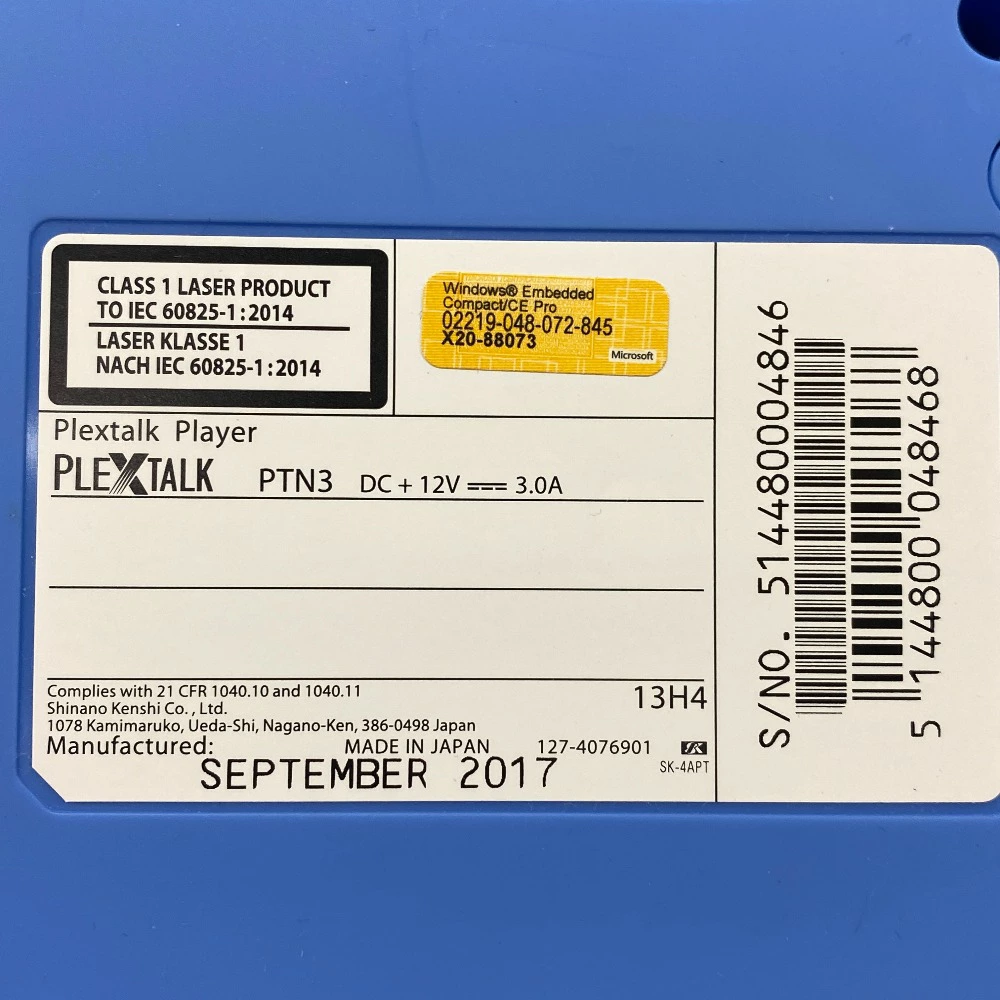 CLASS 1 LASER PRODUCT
TO IEC 60825-1:2014
LASER KLASSE 1
NACH IEC 60825-1:2014
Windows® Embedded
Compact/CE Pro
02219-048-072-845
X20-88073
Microsoft
Plextalk Player
PLEXTALK PTN3 DC + 12V ⎓ 3.0A
Complies with 21 CFR 1040.10 and 1040.11
Shinano Kenshi Co., Ltd.
1078 Kamimaruko, Ueda-Shi, Nagano-Ken, 386-0498 Japan
13H4
Manufactured: MADE IN JAPAN 127-4076901
SEPTEMBER 2017
SK-4APT
S/NO. 5144800004846
5 144800 048468